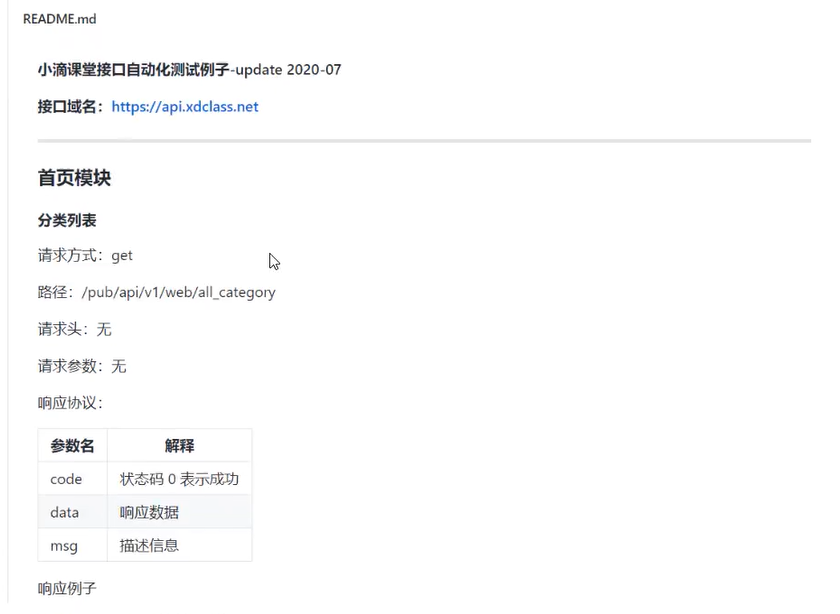 README.md
小滴课堂接口自动化测试例子-update 2020-07
接口域名：https://api.xdclass.net
首页模块
分类列表
请求方式：get
路径：/pub/api/v1/web/all_category
请求头：无
请求参数：无
响应协议：
参数名 解释
code 状态码 0 表示成功
data 响应数据
msg 描述信息
响应例子